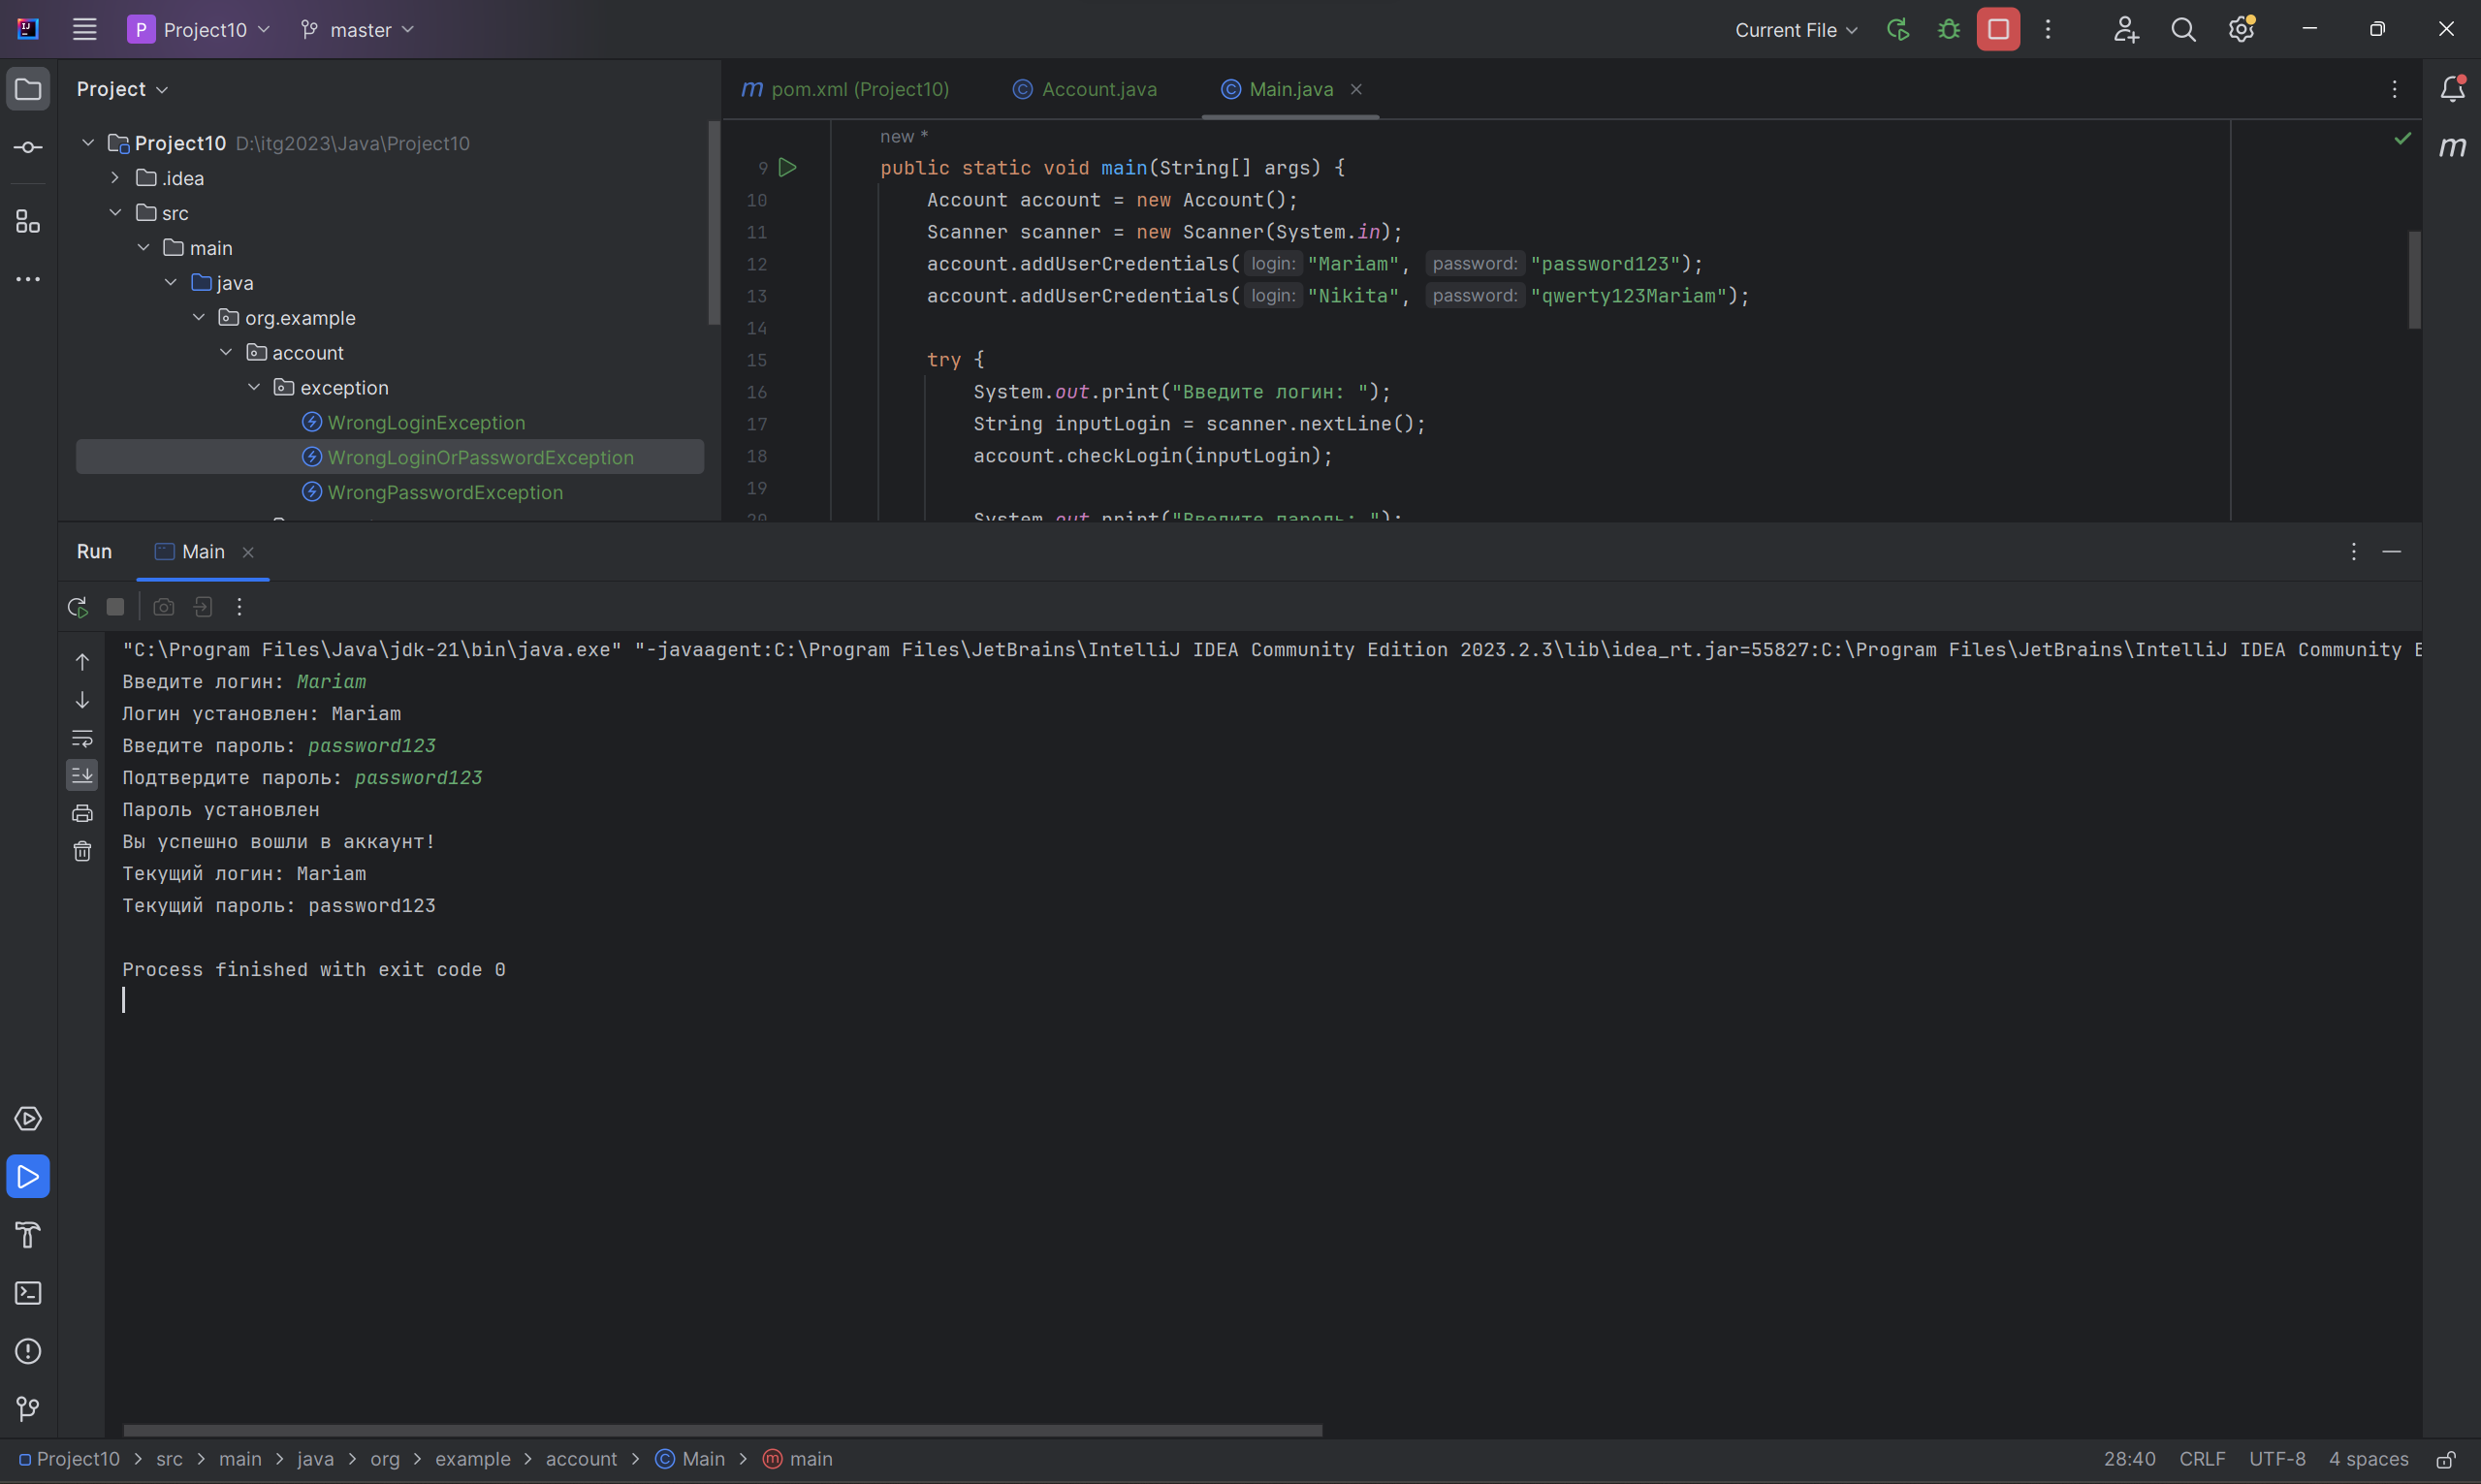 P Project10 master Current File
Project
pom.xml (Project10) Account.java Main.java
Project10 D:\itg2023\Java\Project10
.idea
src
main
java
org.example
account
exception
WrongLoginException
WrongLoginOrPasswordException
WrongPasswordException
new *
9 public static void main(String[] args) {
10 Account account = new Account();
11 Scanner scanner = new Scanner(System.in);
12 account.addUserCredentials( login: "Mariam", password: "password123");
13 account.addUserCredentials( login: "Nikita", password: "qwerty123Mariam");
14
15 try {
16 System.out.print("Введите логин: ");
17 String inputLogin = scanner.nextLine();
18 account.checkLogin(inputLogin);
19
20 System.out.print("Введите пароль: ");
Run Main
"C:\Program Files\Java\jdk-21\bin\java.exe" "-javaagent:C:\Program Files\JetBrains\IntelliJ IDEA Community Edition 2023.2.3\lib\idea_rt.jar=55827:C:\Program Files\JetBrains\IntelliJ IDEA Community
Введите логин: Mariam
Логин установлен: Mariam
Введите пароль: password123
Подтвердите пароль: password123
Пароль установлен
Вы успешно вошли в аккаунт!
Текущий логин: Mariam
Текущий пароль: password123
Process finished with exit code 0
Project10 > src > main > java > org > example > account > Main > main 28:40 CRLF UTF-8 4 spaces